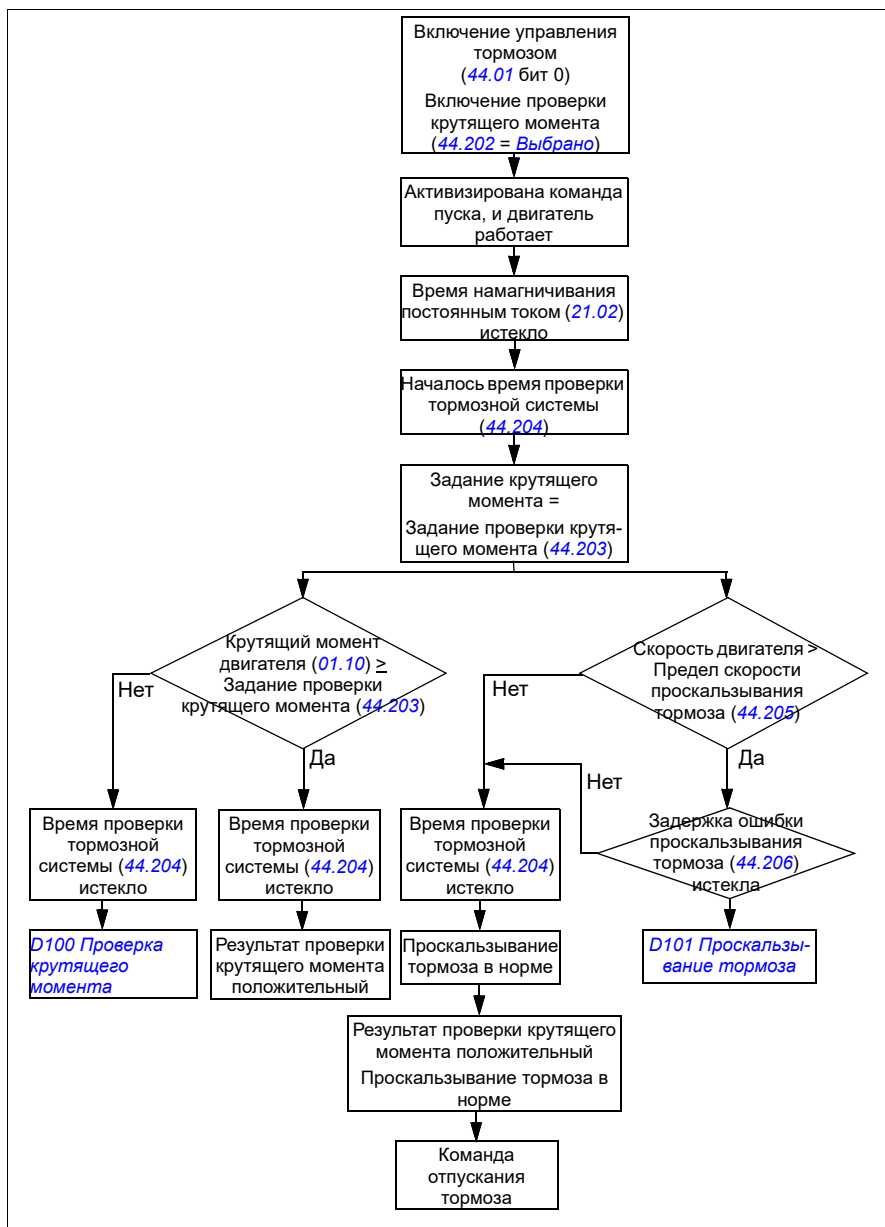 Включение управления
тормозом
(44.01 бит 0)
Включение проверки
крутящего момента
(44.202 = Выбрано)
Активизирована команда
пуска, и двигатель
работает
Время намагничивания
постоянным током (21.02)
истекло
Началось время проверки
тормозной системы
(44.204)
Задание крутящего
момента =
Задание проверки крутя-
щего момента (44.203)
Крутящий момент
двигателя (01.10) ≥
Задание проверки
крутящего момента (44.203)
Нет
Да
Скорость двигателя >
Предел скорости
проскальзывания
тормоза (44.205)
Нет
Да
Нет
Время проверки
тормозной
системы (44.204)
истекло
Время проверки
тормозной
системы (44.204)
истекло
Время проверки
тормозной
системы (44.204)
истекло
Задержка ошибки
проскальзывания
тормоза (44.206)
истекла
D100 Проверка
крутящего
момента
Результат проверки
крутящего момента
положительный
Проскальзывание
тормоза в норме
D101 Проскальзы-
вание тормоза
Результат проверки крутящего
момента положительный
Проскальзывание тормоза в
норме
Команда
отпускания
тормоза